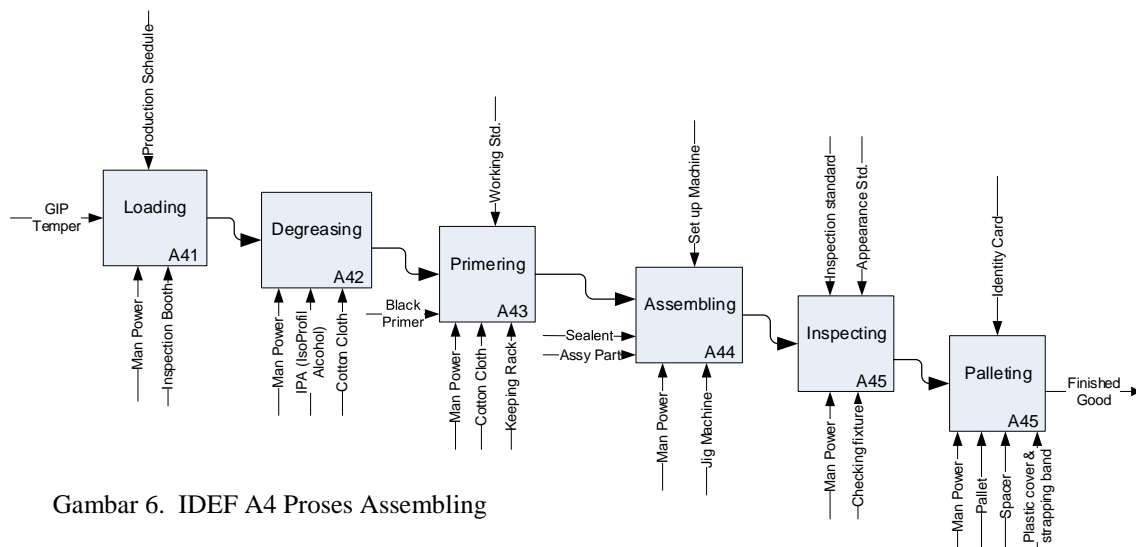 Production Schedule
GIP
Temper
Loading
A41
Man Power
Inspection Booth
Degreasing
A42
Man Power
IPA (IsoProfil
Alcohol)
Cotton Cloth
Working Std.
Black
Primer
Primering
A43
Man Power
Cotton Cloth
Keeping Rack
Set up Machine
Sealent
Assy Part
Assembling
A44
Man Power
Jig Machine
Inspection standard
Appearance Std.
Inspecting
A45
Man Power
Checking fixture
Identity Card
Palleting
A45
Man Power
Pallet
Spacer
Plastic cover &
strapping band
Finished
Good
Gambar 6. IDEF A4 Proses Assembling